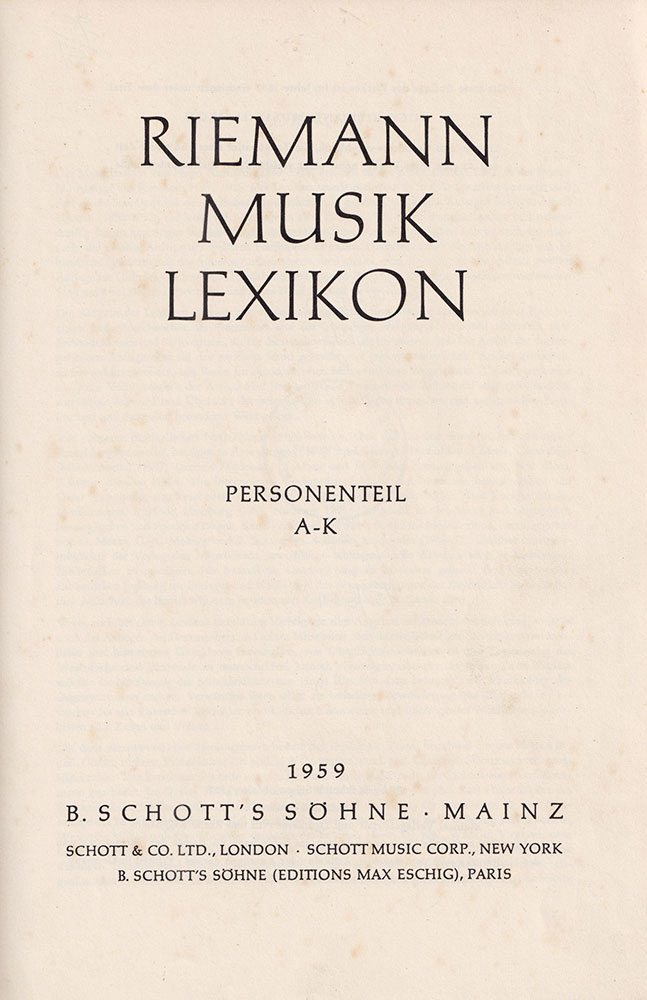 RIEMANN
MUSIK
LEXIKON
PERSONENTEIL
A-K
1959
B. SCHOTT'S SÖHNE · MAINZ
SCHOTT & CO. LTD., LONDON · SCHOTT MUSIC CORP., NEW YORK
B. SCHOTT'S SÖHNE (EDITIONS MAX ESCHIG), PARIS